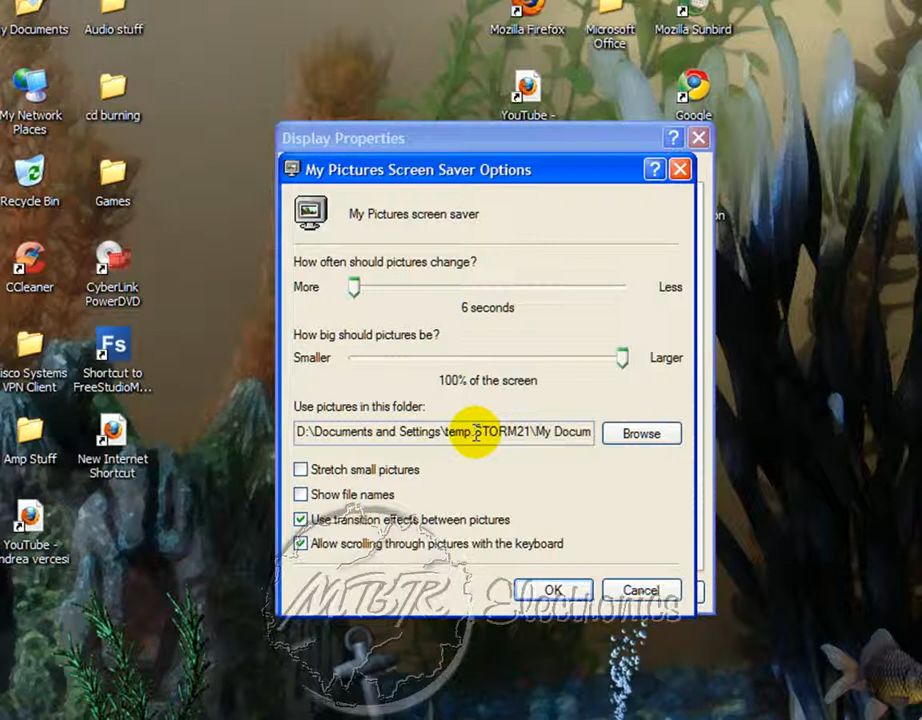 y Documents
Audio stuff
Mozilla Firefox
Microsoft
Office
Mozilla Sunbird
My Network
Places
cd burning
YouTube -
Google
Display Properties
My Pictures Screen Saver Options
Recycle Bin
Games
My Pictures screen saver
on
How often should pictures change?
More
Less
6 seconds
CCleaner
CyberLink
PowerDVD
How big should pictures be?
Smaller
Larger
100% of the screen
Fs
isco Systems
VPN Client
Shortcut to
FreeStudioM...
Use pictures in this folder:
D:\Documents and Settings\temp.STORM21\My Docum
Browse
Amp Stuff
New Internet
Shortcut
Stretch small pictures
Show file names
Use transition effects between pictures
Allow scrolling through pictures with the keyboard
YouTube -
ndrea vercesi
OK
Cancel
MTBTR Electronics